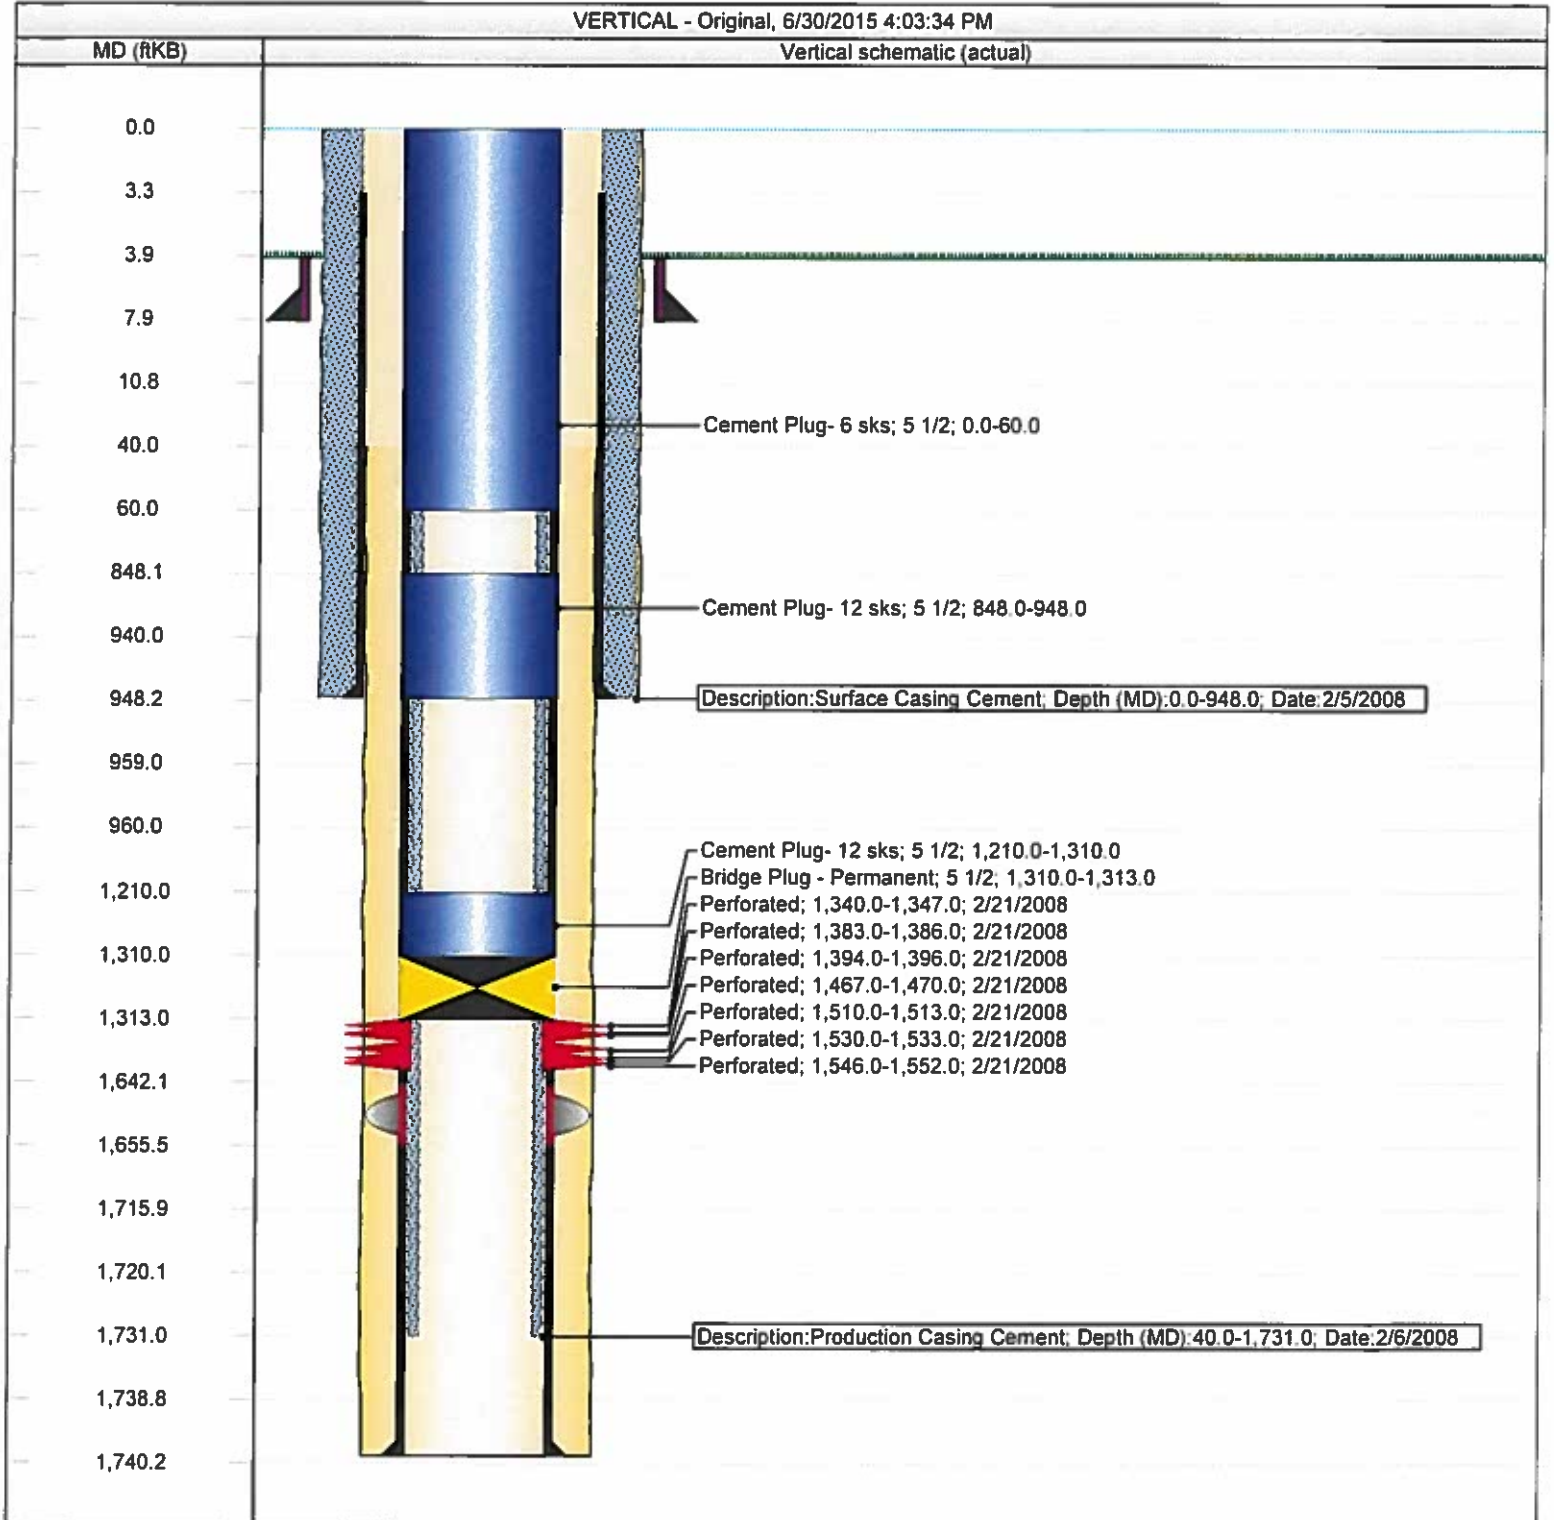 VERTICAL - Original, 6/30/2015 4:03:34 PM
MD (ftKB)
Vertical schematic (actual)
0.0
3.3
3.9
7.9
10.8
Cement Plug- 6 sks; 5 1/2; 0.0-60.0
40.0
60.0
848.1
Cement Plug- 12 sks; 5 1/2; 848.0-948.0
940.0
948.2
Description:Surface Casing Cement; Depth (MD):0.0-948.0; Date:2/5/2008
959.0
960.0
Cement Plug- 12 sks; 5 1/2; 1,210.0-1,310.0
Bridge Plug - Permanent; 5 1/2; 1,310.0-1,313.0
1,210.0
Perforated; 1,340.0-1,347.0; 2/21/2008
Perforated; 1,383.0-1,386.0; 2/21/2008
1,310.0
Perforated; 1,394.0-1,396.0; 2/21/2008
Perforated; 1,467.0-1,470.0; 2/21/2008
Perforated; 1,510.0-1,513.0; 2/21/2008
1,313.0
Perforated; 1,530.0-1,533.0; 2/21/2008
Perforated; 1,546.0-1,552.0; 2/21/2008
1,642.1
1,655.5
1,715.9
1,720.1
1,731.0
Description:Production Casing Cement; Depth (MD):40.0-1,731.0; Date:2/6/2008
1,738.8
1,740.2